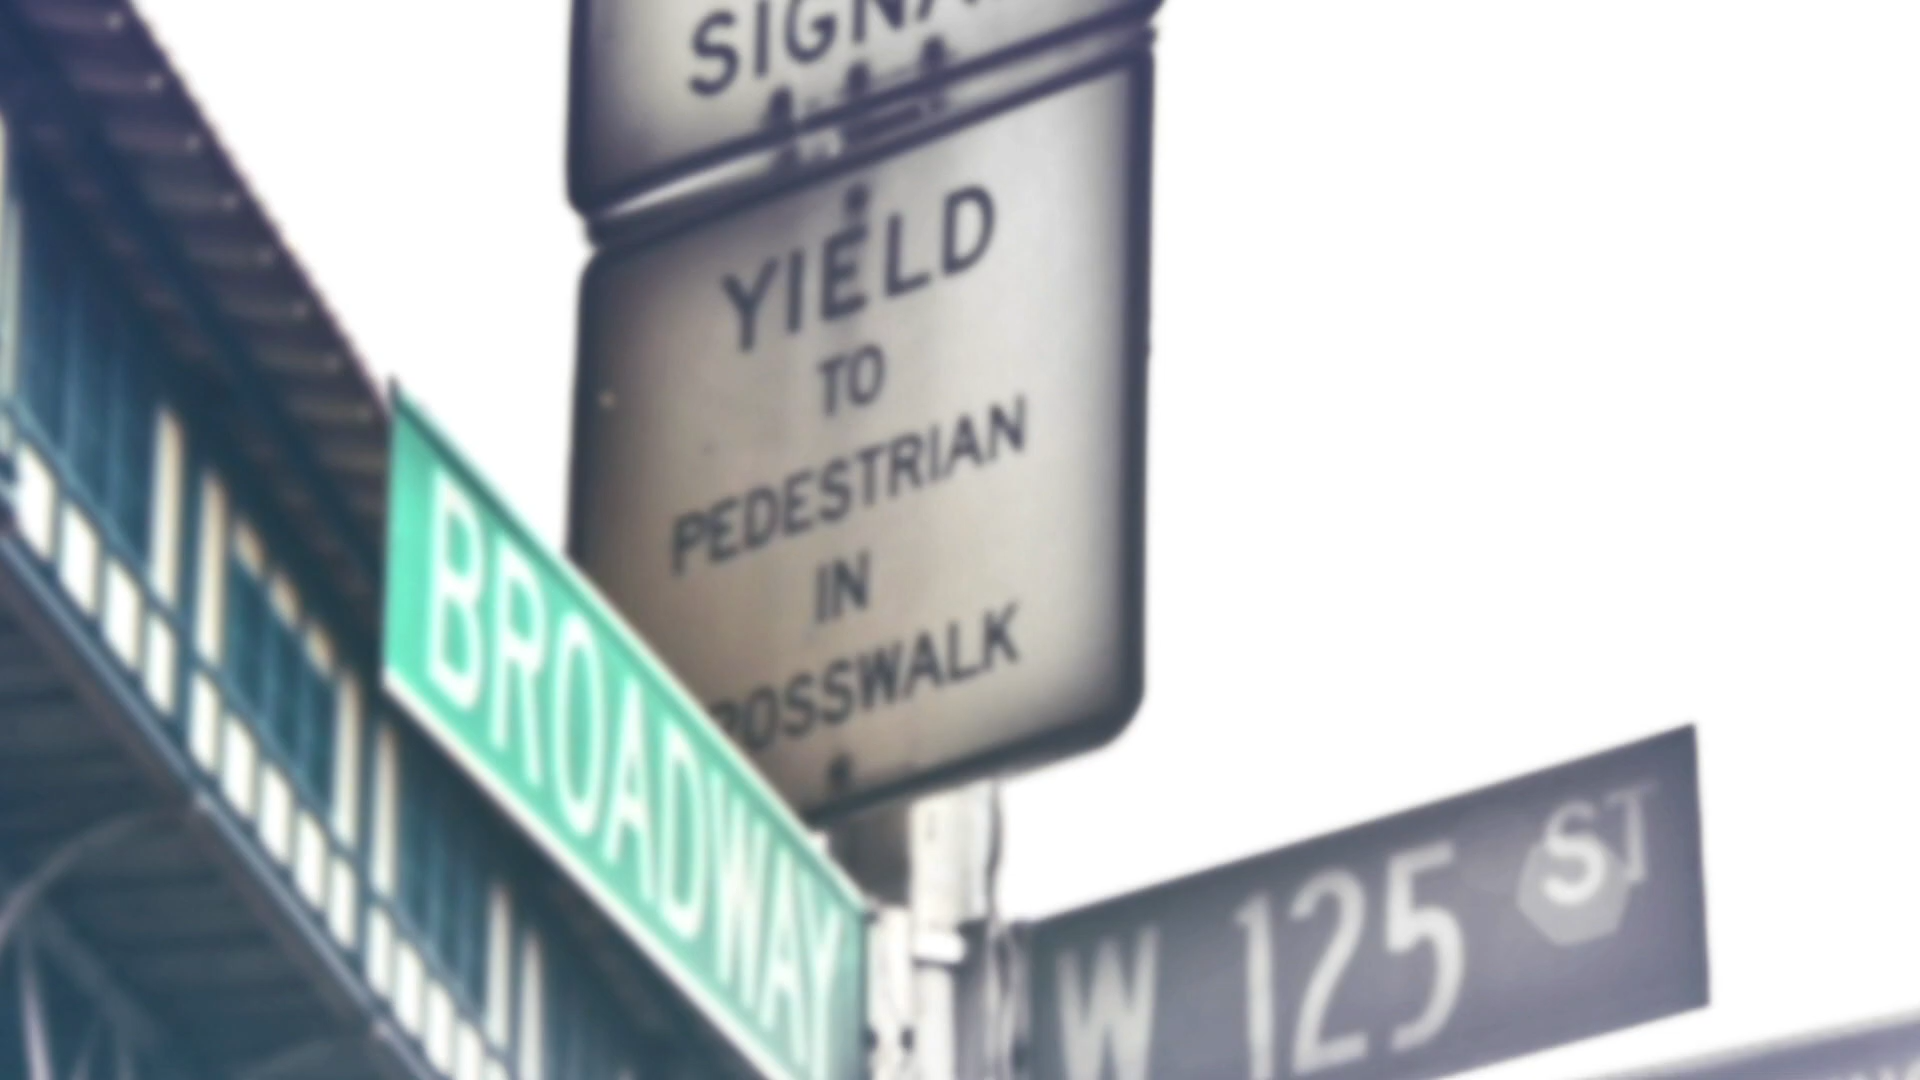 SIGNA
YIELD
TO
PEDESTRIAN
IN
ROSSWALK
BROADWAY
W 125 ST